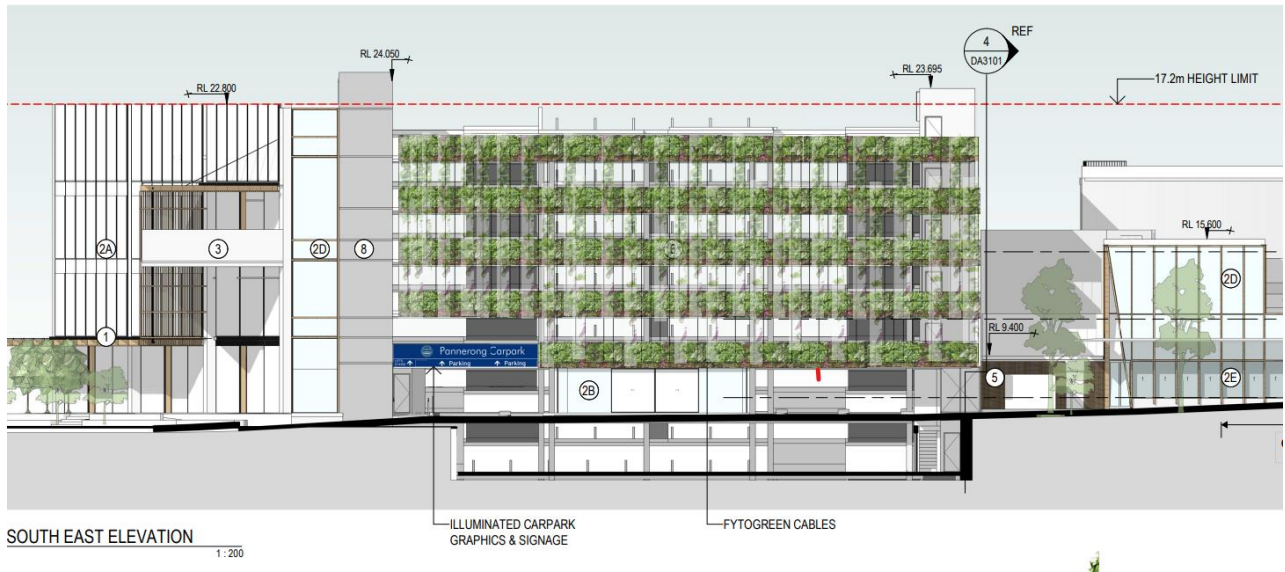 REF
4
DA3101
RL 24.050
RL 23.695
17.2m HEIGHT LIMIT
RL 22.800
RL 15.600
2A
3
2D
8
2D
RL 9.400
1
Pannerong Carpark
Parking
Parking
2B
5
2E
ILLUMINATED CARPARK
GRAPHICS & SIGNAGE
FYTOGREEN CABLES
SOUTH EAST ELEVATION
1 : 200